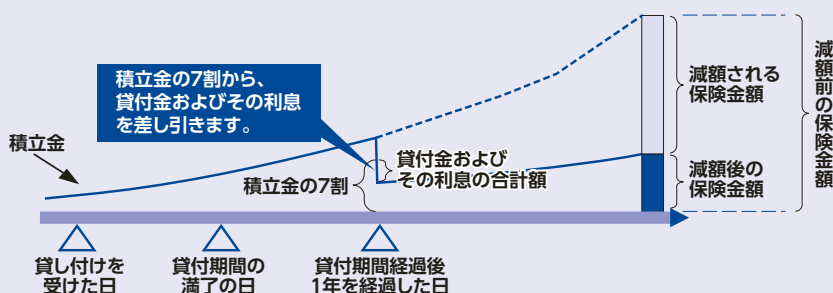 積立金の7割から、
貸付金およびその利息
を差し引きます。
積立金
積立金の7割
貸付金および
その利息の合計額
減額される
保険金額
減額後の
保険金額
減額前の保険金額
貸し付けを
受けた日
貸付期間の
満了の日
貸付期間経過後
1年を経過した日